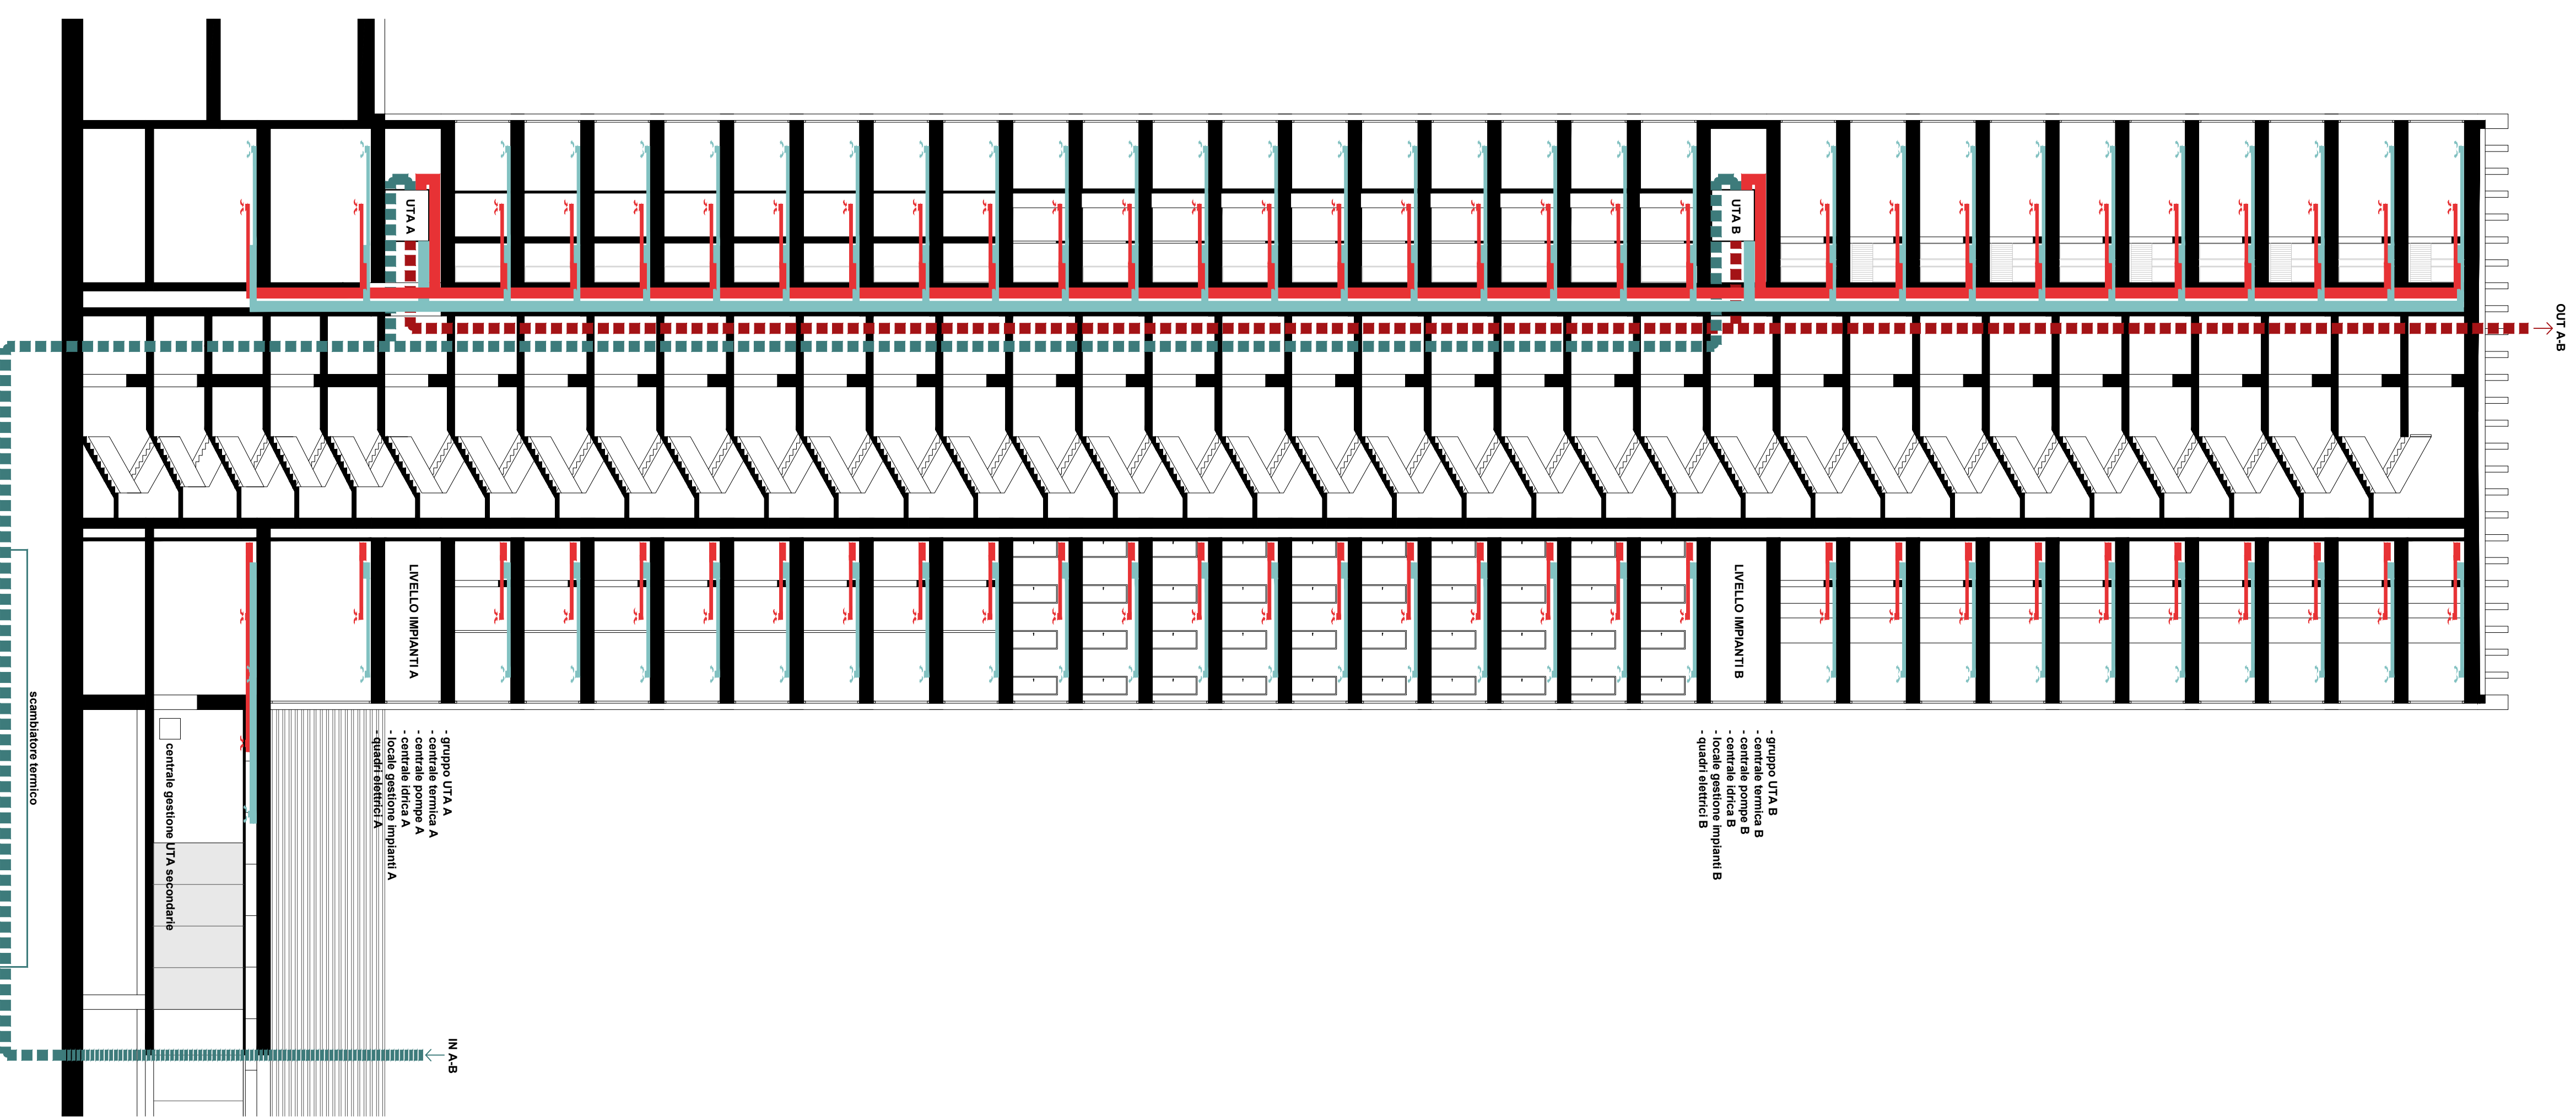 OUT A-B
UTA B
LIVELLO IMPIANTI B
- gruppo UTA B
- centrale termica B
- centrale pompe B
- centrale idrica B
- locale gestione impianti B
- quadri elettrici B
UTA A
LIVELLO IMPIANTI A
- gruppo UTA A
- centrale termica A
- centrale pompe A
- centrale idrica A
- locale gestione impianti A
- quadri elettrici A
IN A-B
centrale gestione UTA secondarie
scambiatore termico